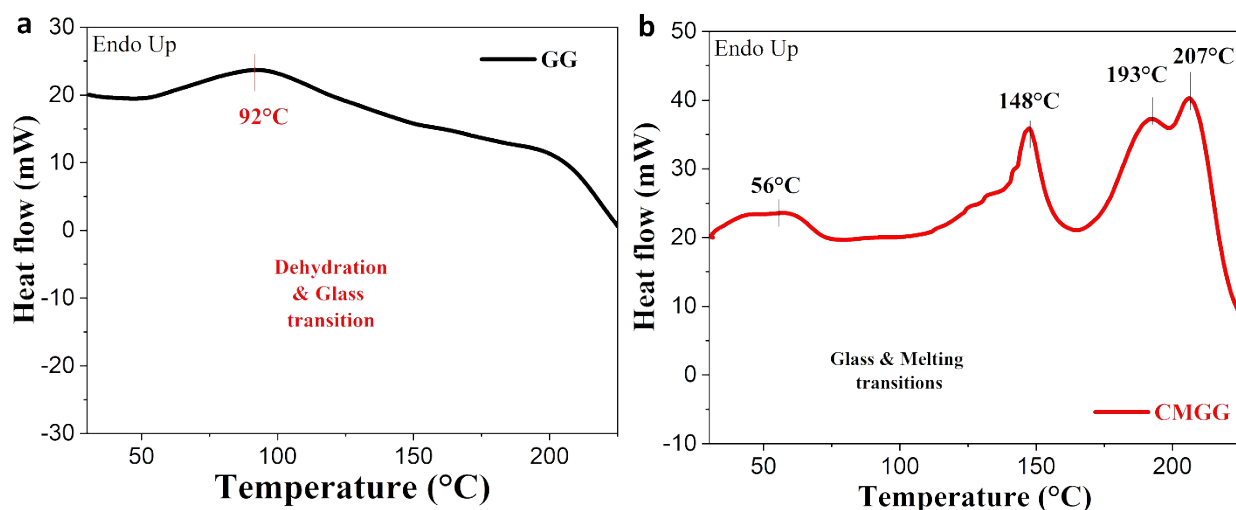 a
Endo Up
GG
92°C
Dehydration
& Glass
transition
30
20
10
0
-10
-20
-30
50
100
150
200
Heat flow (mW)
Temperature (°C)
b
Endo Up
56°C
148°C
193°C
207°C
Glass & Melting
transitions
CMGG
50
40
30
20
10
0
-10
50
100
150
200
Heat flow (mW)
Temperature (°C)